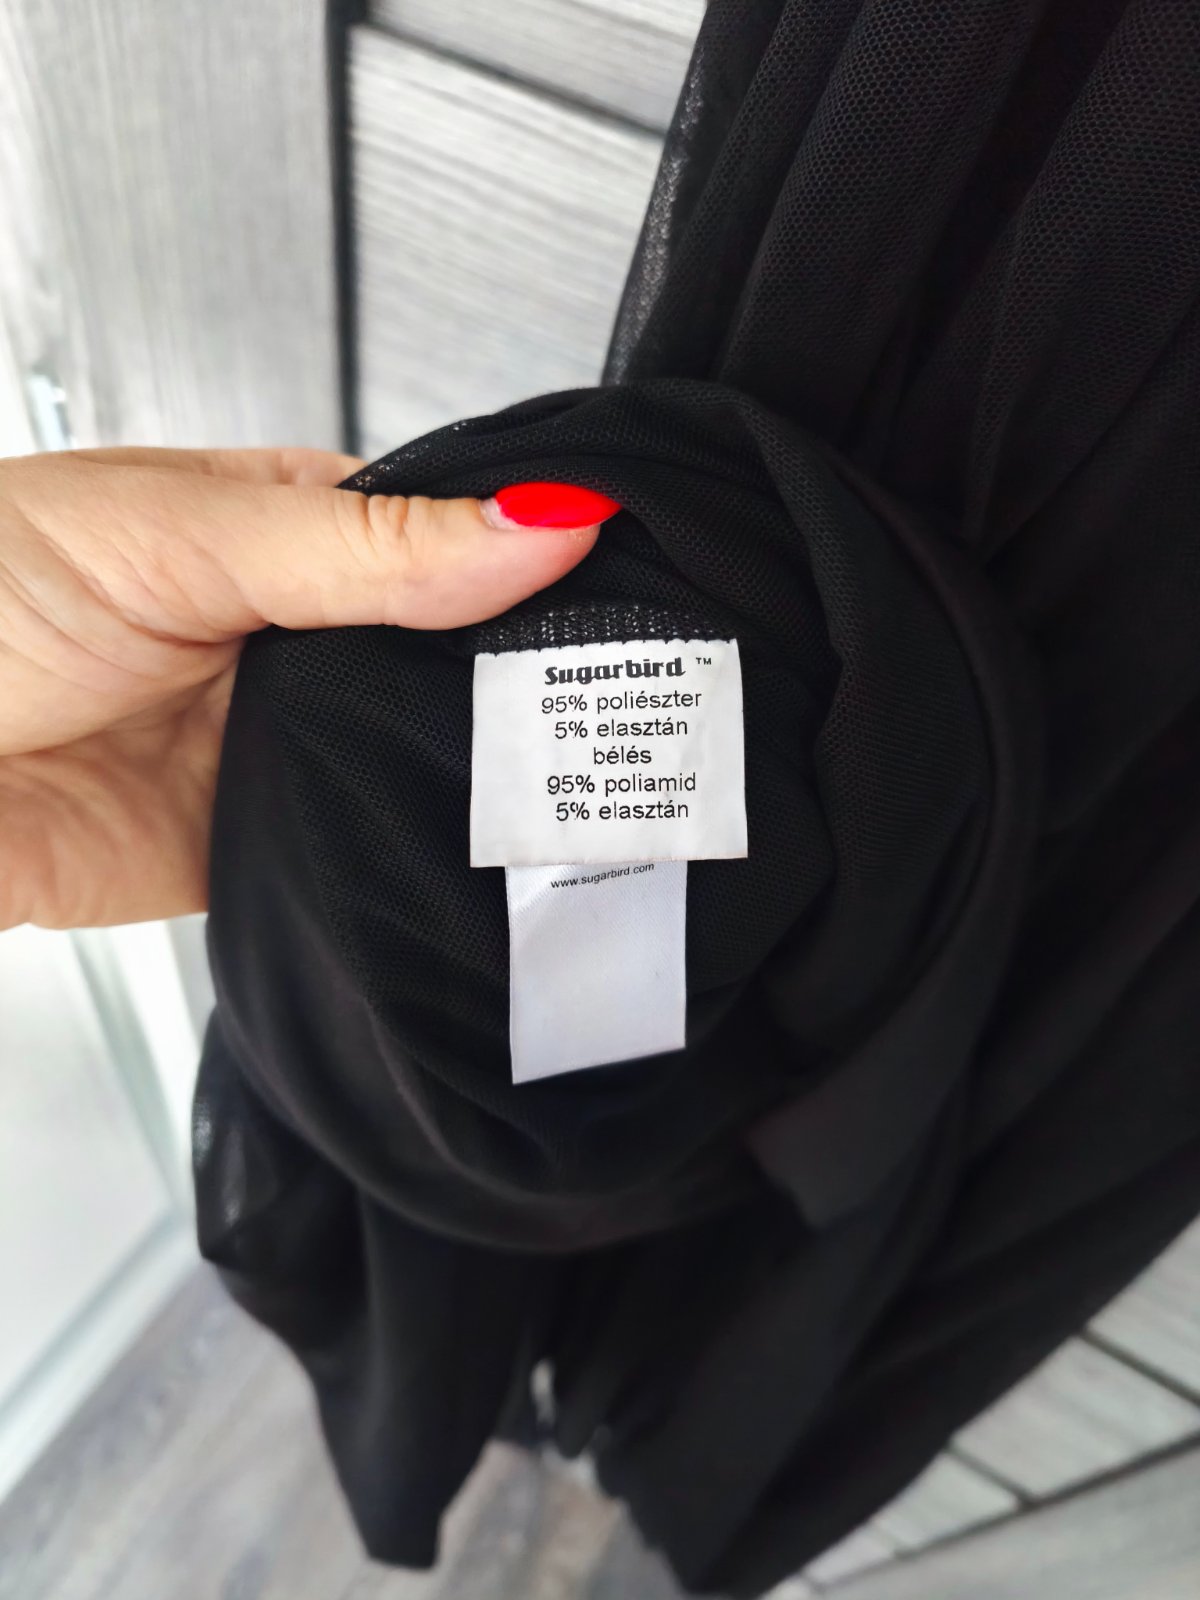 Sugarbird ™
95% poliészter
5% elasztán
bélés
95% poliamid
5% elasztán
www.sugarbird.com